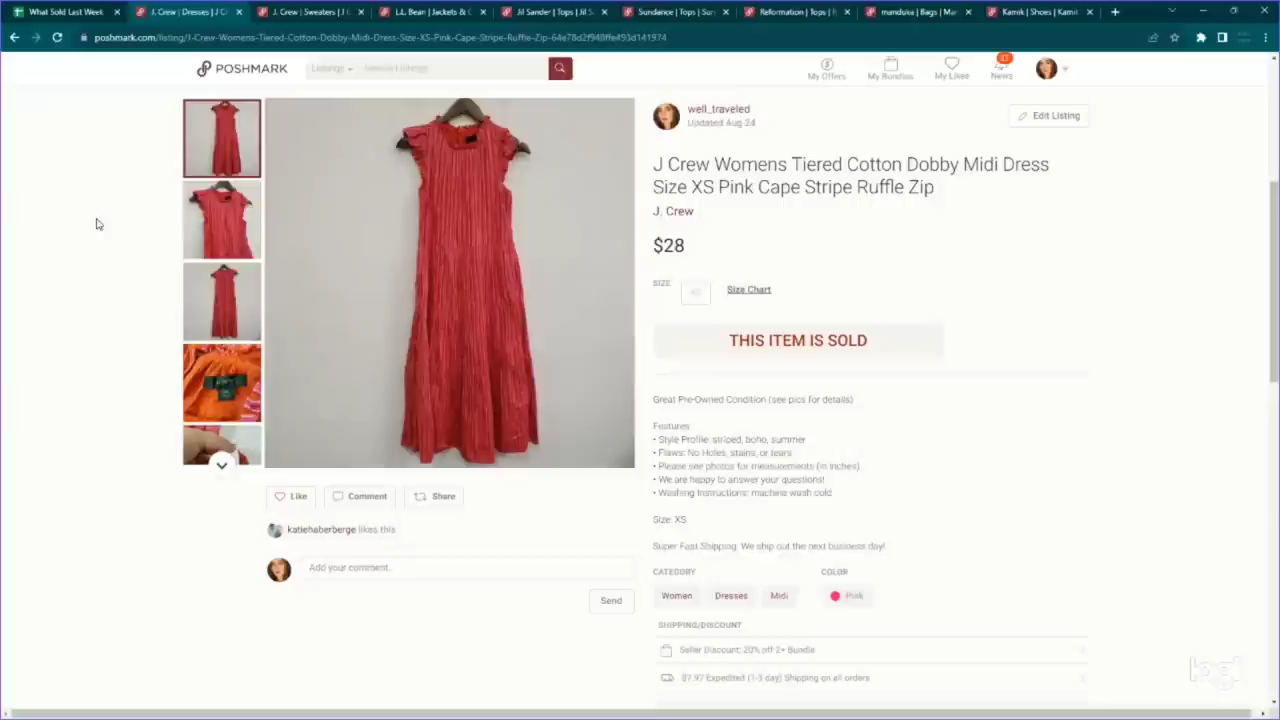 What Sold Last Week
J. Crew | Dresses | J C
J. Crew | Sweaters | J C
L.L. Bean | Jackets & C
Jil Sander | Tops | Jil S
Sundance | Tops | Sun
Reformation | Tops | R
manduka | Bags | Man
Kamik | Shoes | Kamik
poshmark.com/listing/J-Crew-Womens-Tiered-Cotton-Dobby-Midi-Dress-Size-XS-Pink-Cape-Stripe-Ruffle-Zip-64e78d2f948ffe493d141974
POSHMARK
Listings
Search Listings
My Offers
My Bundles
My Likes
News
well_traveled
Updated Aug 24
Edit Listing
J Crew Womens Tiered Cotton Dobby Midi Dress
Size XS Pink Cape Stripe Ruffle Zip
J. Crew
$28
SIZE
XS
Size Chart
THIS ITEM IS SOLD
Great Pre-Owned Condition (see pics for details)
Features
• Style Profile: striped, boho, summer
• Flaws: No Holes, stains, or tears
• Please see photos for measurements (in inches)
• We are happy to answer your questions!
• Washing Instructions: machine wash cold
Size: XS
Super Fast Shipping. We ship out the next business day!
CATEGORY
COLOR
Women
Dresses
Midi
Pink
SHIPPING/DISCOUNT
Seller Discount: 20% off 2+ Bundle
$7.97 Expedited (1-3 day) Shipping on all orders
Like
Comment
Share
katiehaberberge likes this
Add your comment.
Send
logi